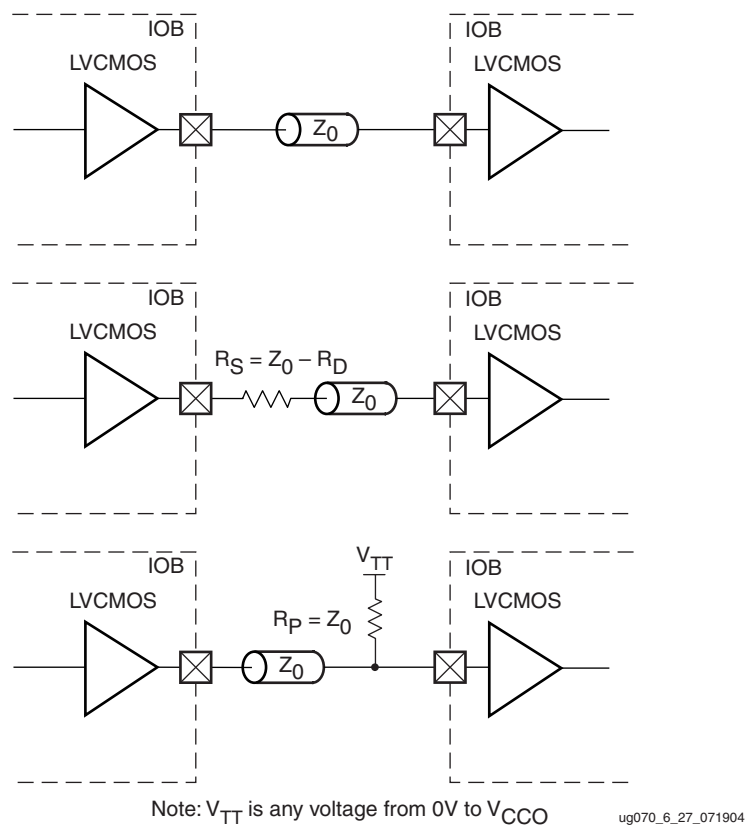 IOB
IOB
LVCMOS
LVCMOS
Z0
IOB
IOB
LVCMOS
LVCMOS
RS = Z0 – RD
Z0
IOB
IOB
VTT
LVCMOS
LVCMOS
RP = Z0
Z0
Note: VTT is any voltage from 0V to VCCO
ug070_6_27_071904